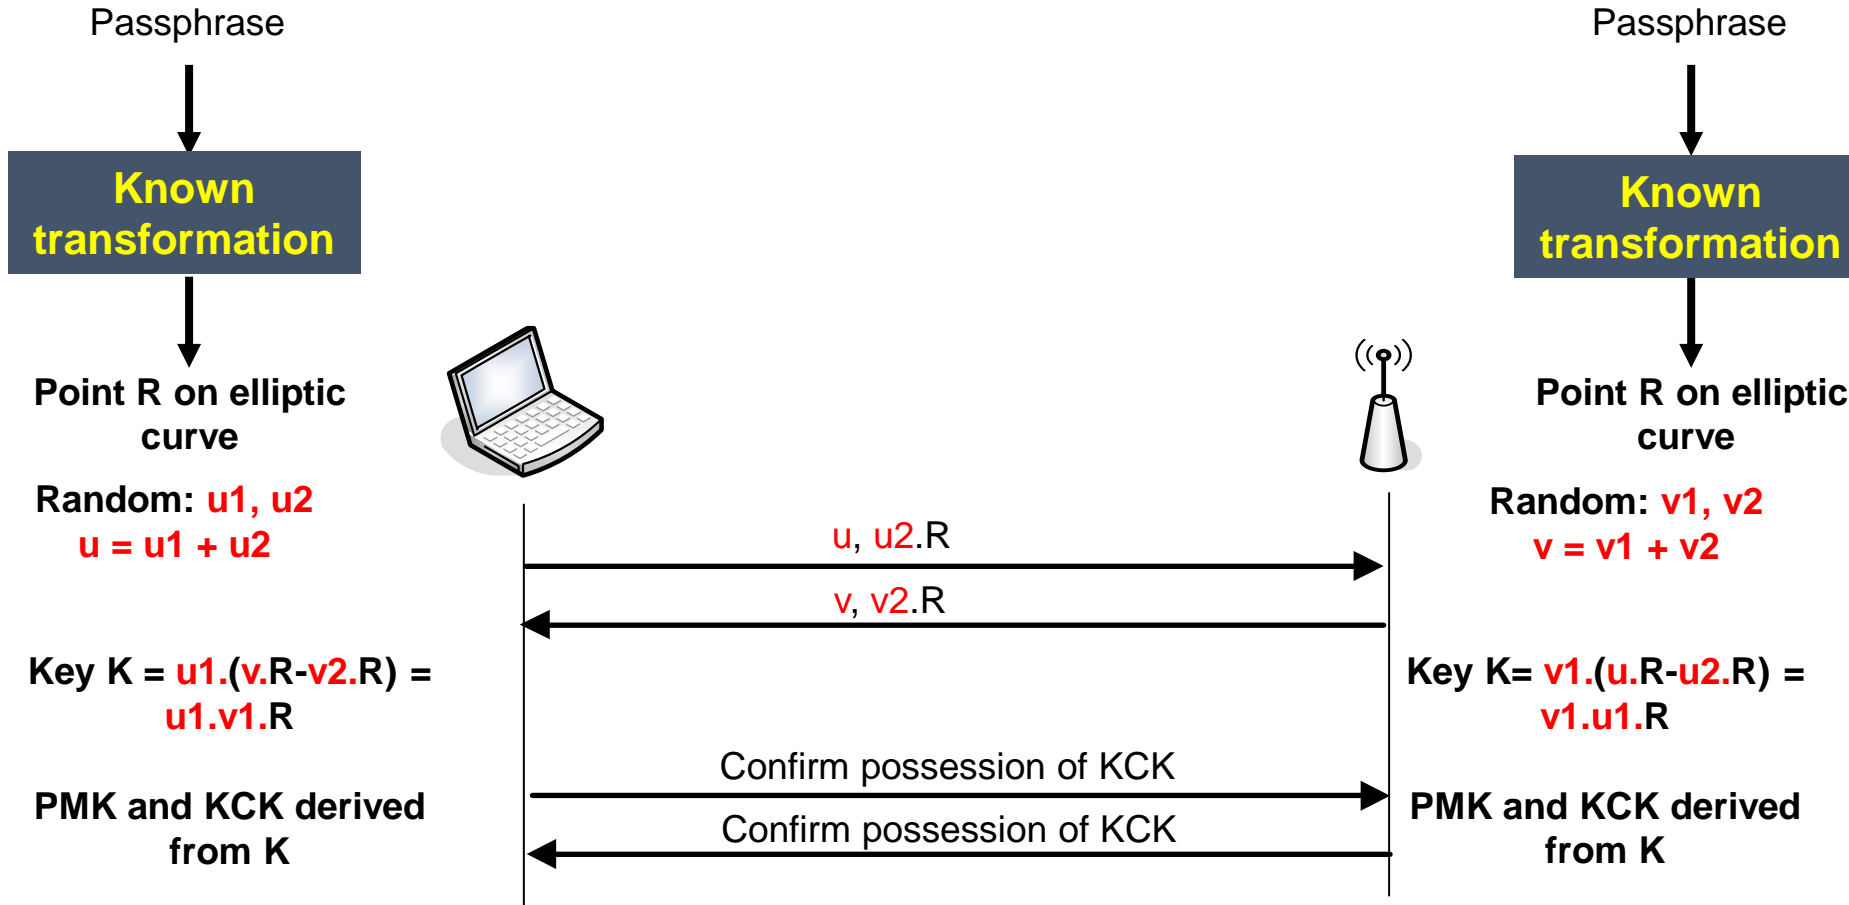 Passphrase
Known
transformation
Point R on elliptic
curve
Random: u1, u2
u = u1 + u2
Key K = u1.(v.R-v2.R) =
u1.v1.R
PMK and KCK derived
from K
u, u2.R
v, v2.R
Confirm possession of KCK
Confirm possession of KCK
Passphrase
Known
transformation
Point R on elliptic
curve
Random: v1, v2
v = v1 + v2
Key K= v1.(u.R-u2.R) =
v1.u1.R
PMK and KCK derived
from K